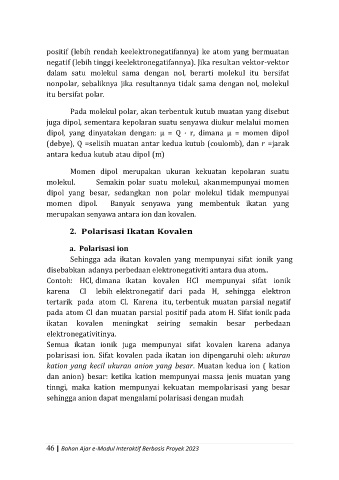 positif (lebih rendah keelektronegatifannya) ke atom yang bermuatan
negatif (lebih tinggi keelektronegatifannya). Jika resultan vektor-vektor
dalam satu molekul sama dengan nol, berarti molekul itu bersifat
nonpolar, sebaliknya jika resultannya tidak sama dengan nol, molekul
itu bersifat polar.
Pada molekul polar, akan terbentuk kutub muatan yang disebut
juga dipol, sementara kepolaran suatu senyawa diukur melalui momen
dipol, yang dinyatakan dengan: µ = Q · r, dimana µ = momen dipol
(debye), Q =selisih muatan antar kedua kutub (coulomb), dan r =jarak
antara kedua kutub atau dipol (m)
Momen dipol merupakan ukuran kekuatan kepolaran suatu
molekul. Semakin polar suatu molekul, akanmempunyai momen
dipol yang besar, sedangkan non polar molekul tidak mempunyai
momen dipol. Banyak senyawa yang membentuk ikatan yang
merupakan senyawa antara ion dan kovalen.
2. Polarisasi Ikatan Kovalen
a. Polarisasi ion
Sehingga ada ikatan kovalen yang mempunyai sifat ionik yang
disebabkan adanya perbedaan elektronegativiti antara dua atom..
Contoh: HCl, dimana ikatan kovalen HCl mempunyai sifat ionik
karena Cl lebih elektronegatif dari pada H, sehingga elektron
tertarik pada atom Cl. Karena itu, terbentuk muatan parsial negatif
pada atom Cl dan muatan parsial positif pada atom H. Sifat ionik pada
ikatan kovalen meningkat seiring semakin besar perbedaan
elektronegativitinya.
Semua ikatan ionik juga mempunyai sifat kovalen karena adanya
polarisasi ion. Sifat kovalen pada ikatan ion dipengaruhi oleh: ukuran
kation yang kecil ukuran anion yang besar. Muatan kedua ion ( kation
dan anion) besar: ketika kation mempunyai massa jenis muatan yang
tinngi, maka kation mempunyai kekuatan mempolarisasi yang besar
sehingga anion dapat mengalami polarisasi dengan mudah
46 | Bahan Ajar e-Modul Interaktif Berbasis Proyek 2023